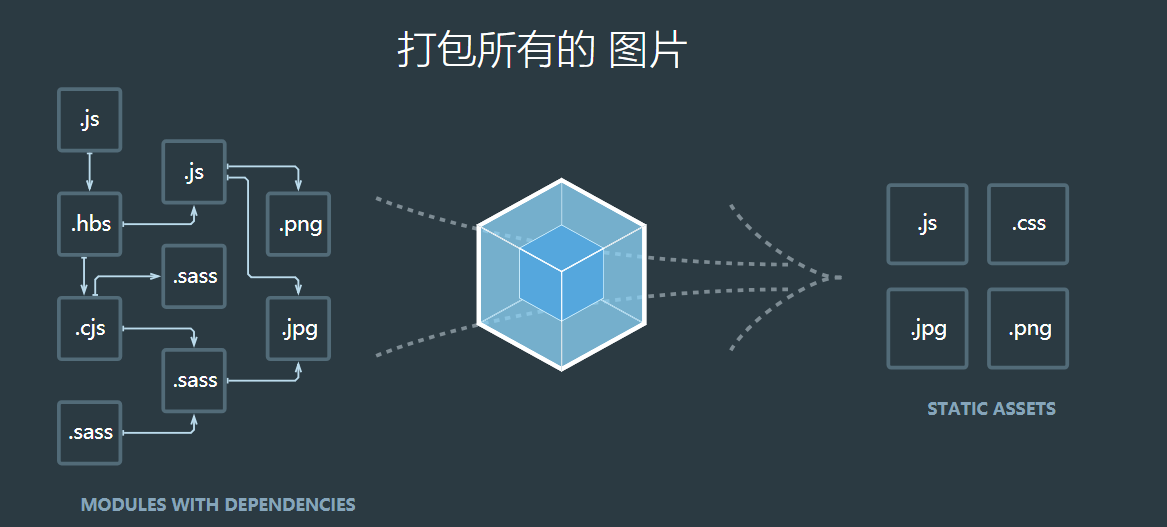 打包所有的 图片
.js
.js
.hbs
.png
.sass
.cjs
.jpg
.sass
.sass
MODULES WITH DEPENDENCIES
.js
.css
.jpg
.png
STATIC ASSETS